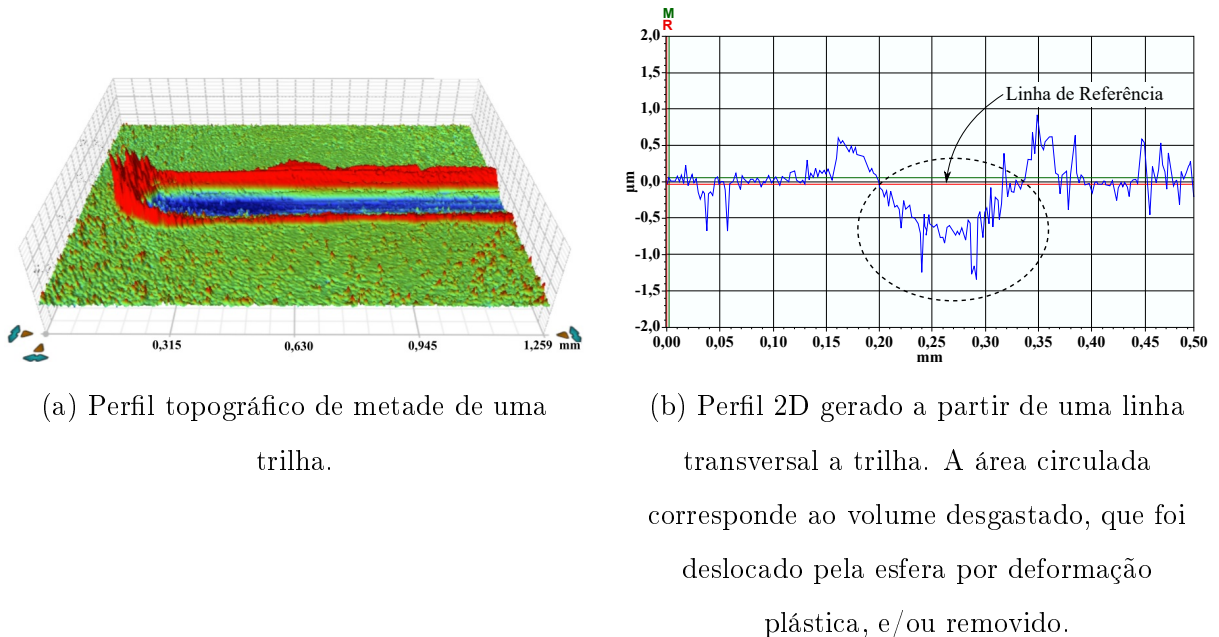 0,315
0,630
0,945
1,259 mm
M
R
2,0
1,5
1,0
0,5
0,0
-0,5
-1,0
-1,5
-2,0
µm
Linha de Referência
0,00 0,05 0,10 0,15 0,20 0,25 0,30 0,35 0,40 0,45 0,50
mm
(a) Perfil topográfico de metade de uma
trilha.
(b) Perfil 2D gerado a partir de uma linha
transversal a trilha. A área circulada
corresponde ao volume desgastado, que foi
deslocado pela esfera por deformação
plástica, e/ou removido.